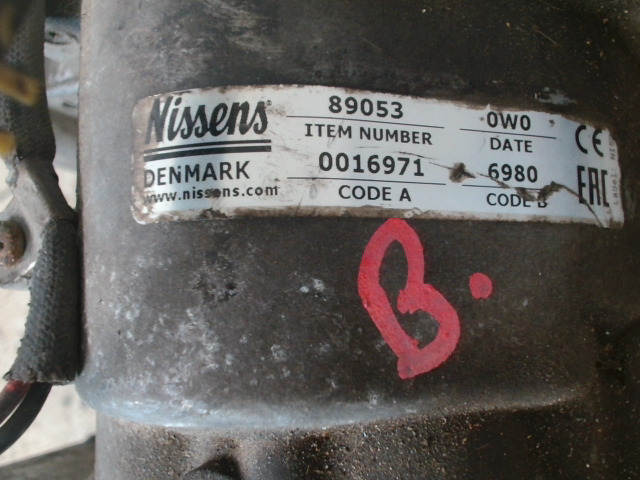 Nissens®
DENMARK
www.nissens.com
89053
ITEM NUMBER
0016971
CODE A
0W0
DATE
6980
CODE B
CE
EAC
B.